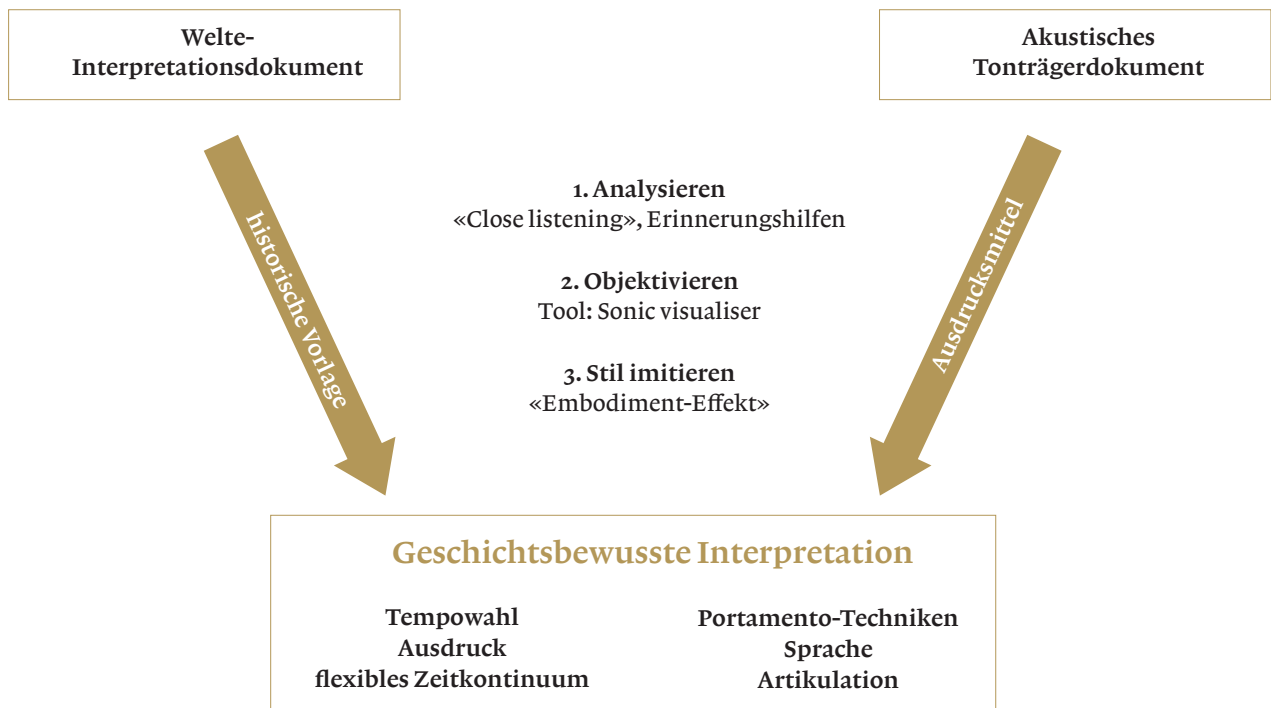 Welte-
Interpretationsdokument
Akustisches
Tonträgerdokument
historische Vorlage
1. Analysieren
«Close listening», Erinnerungshilfen
2. Objektivieren
Tool: Sonic visualiser
3. Stil imitieren
«Embodiment-Effekt»
Ausdrucksmittel
Geschichtsbewusste Interpretation
Tempowahl
Ausdruck
flexibles Zeitkontinuum
Portamento-Techniken
Sprache
Artikulation